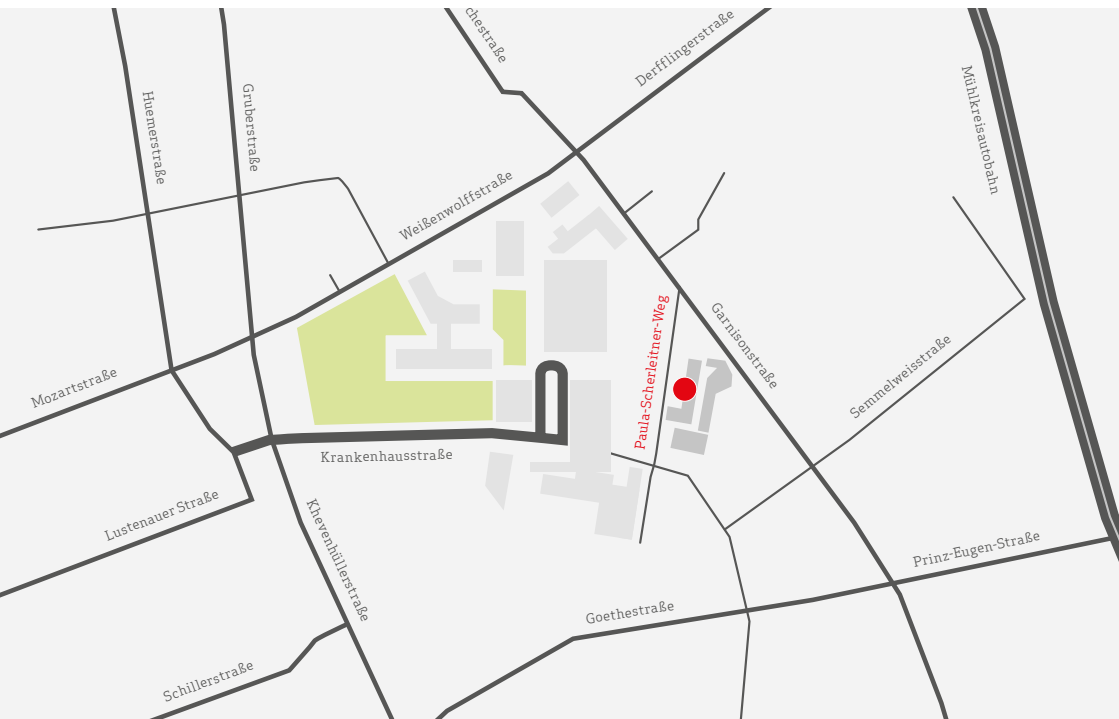 Derfflingerstraße
Mühlkreisautobahn
Huemerstraße
Gruberstraße
Weißenwolffstraße
Paula-Scherleitner-Weg
Garnisonstraße
Semmelweisstraße
Mozartstraße
Krankenhausstraße
Lustenauer Straße
Khevenhüllerstraße
Prinz-Eugen-Straße
Goethestraße
Schillerstraße